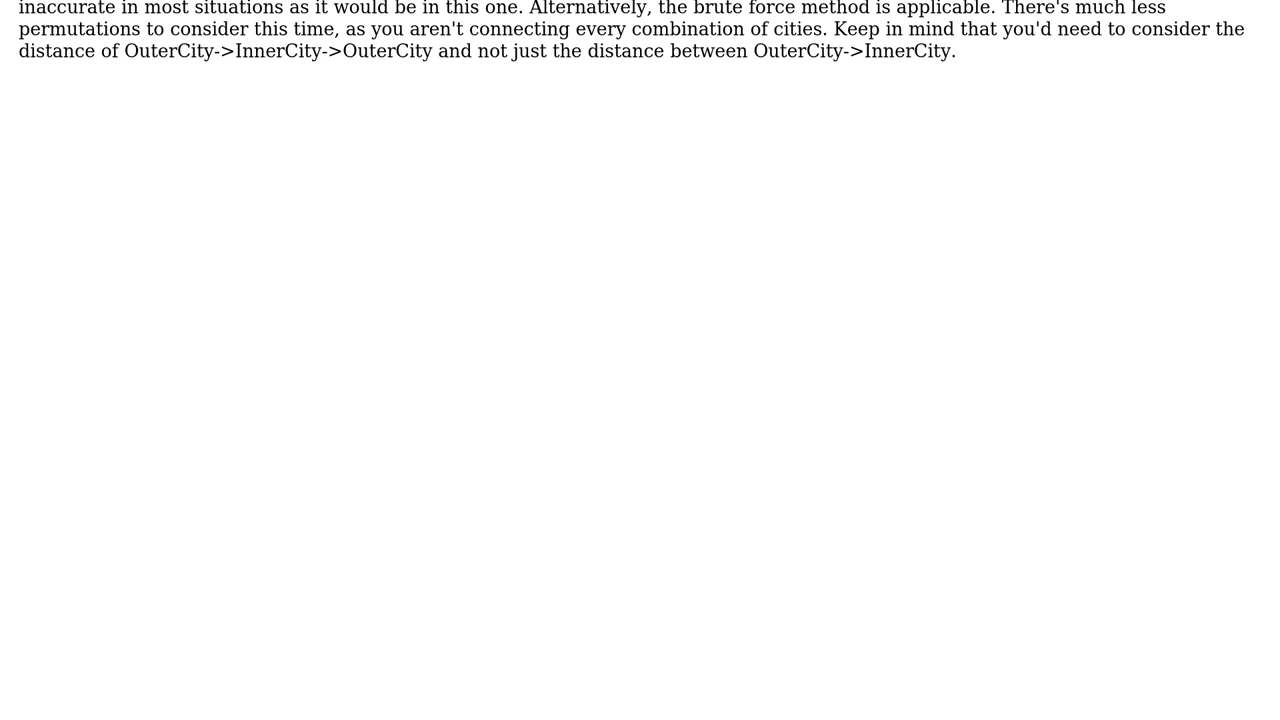 inaccurate in most situations as it would be in this one. Alternatively, the brute force method is applicable. There's much less
permutations to consider this time, as you aren't connecting every combination of cities. Keep in mind that you'd need to consider the
distance of OuterCity->InnerCity->OuterCity and not just the distance between OuterCity->InnerCity.